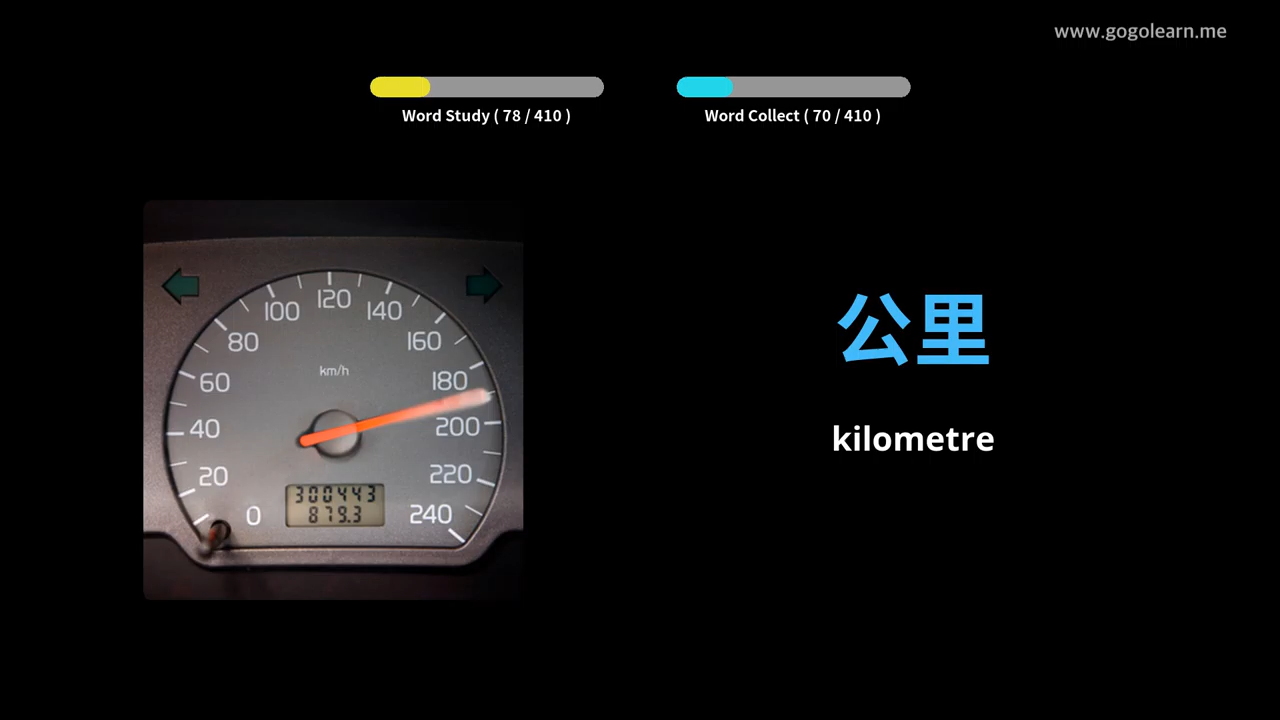 www.gogolearn.me
Word Study ( 78 / 410 )
Word Collect ( 70 / 410 )
120
100
140
80
160
km/h
60
180
40
200
20
220
0
240
300443
879.3
公里
kilometre